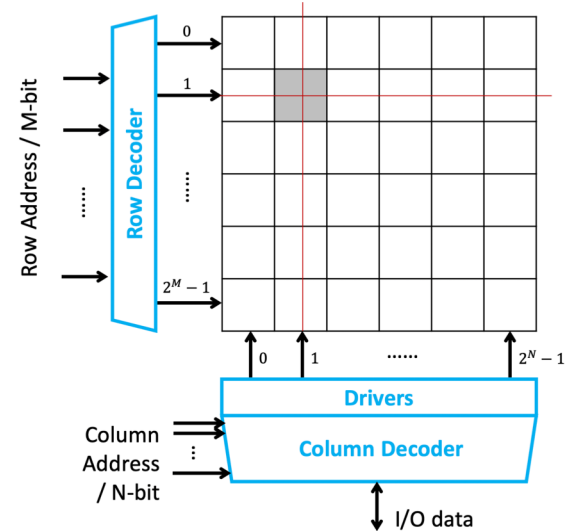 0
1
......
2^M − 1
Row Address / M-bit
......
Row Decoder
0
1
......
2^N − 1
Drivers
Column Decoder
Column
Address
/ N-bit
...
I/O data